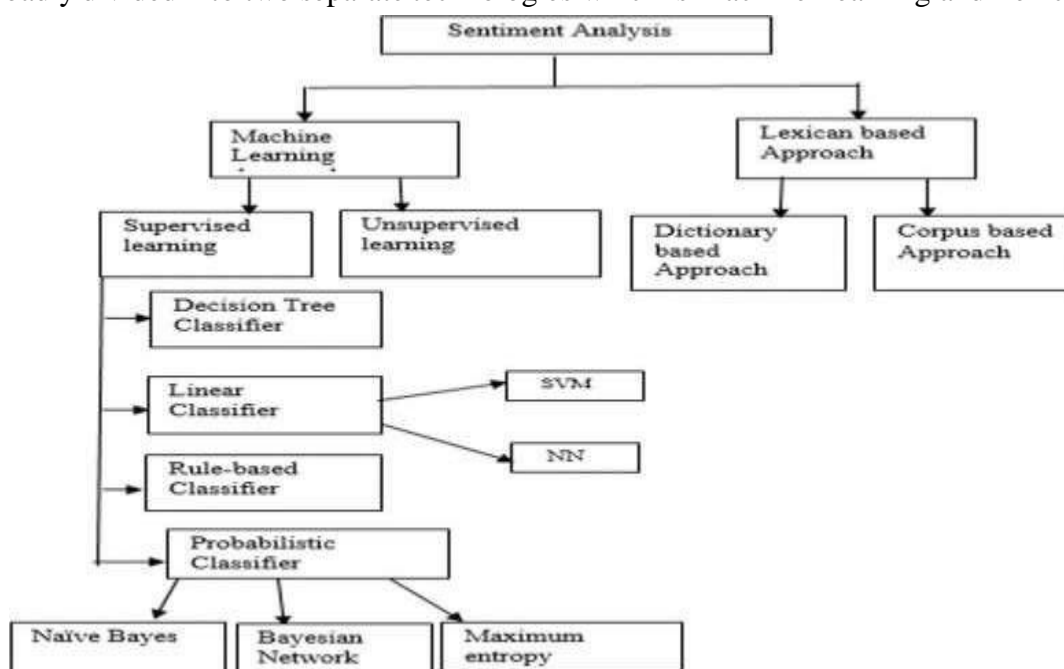 Sentiment Analysis
Machine
Learning
Lexican based
Approach
Supervised
learning
Unsupervised
learning
Dictionary
based
Approach
Corpus based
Approach
Decision Tree
Classifier
Linear
Classifier
SVM
NN
Rule-based
Classifier
Probabilistic
Classifier
Naïve Bayes
Bayesian
Network
Maximum
entropy